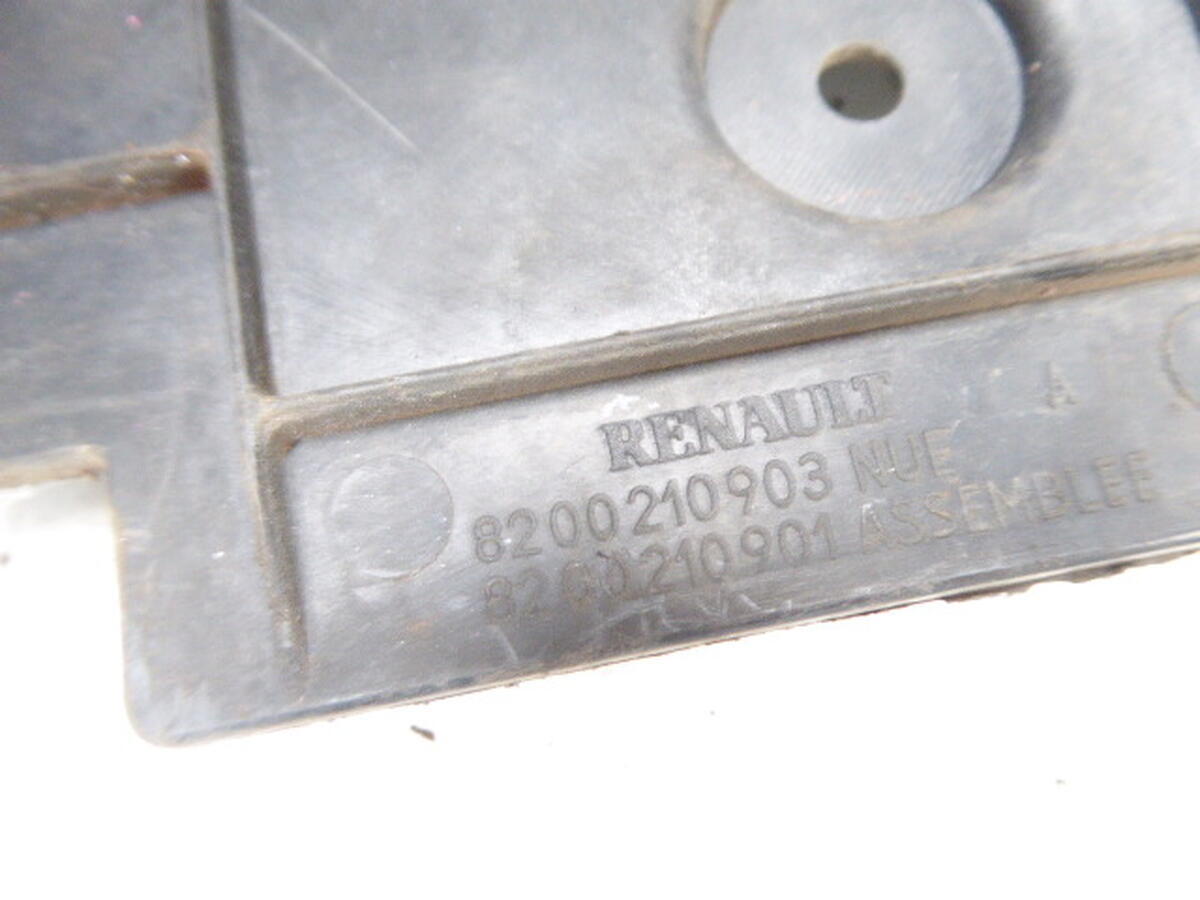 RENAULT A
8200210903 NUE
8200210901 ASSEMBLEE